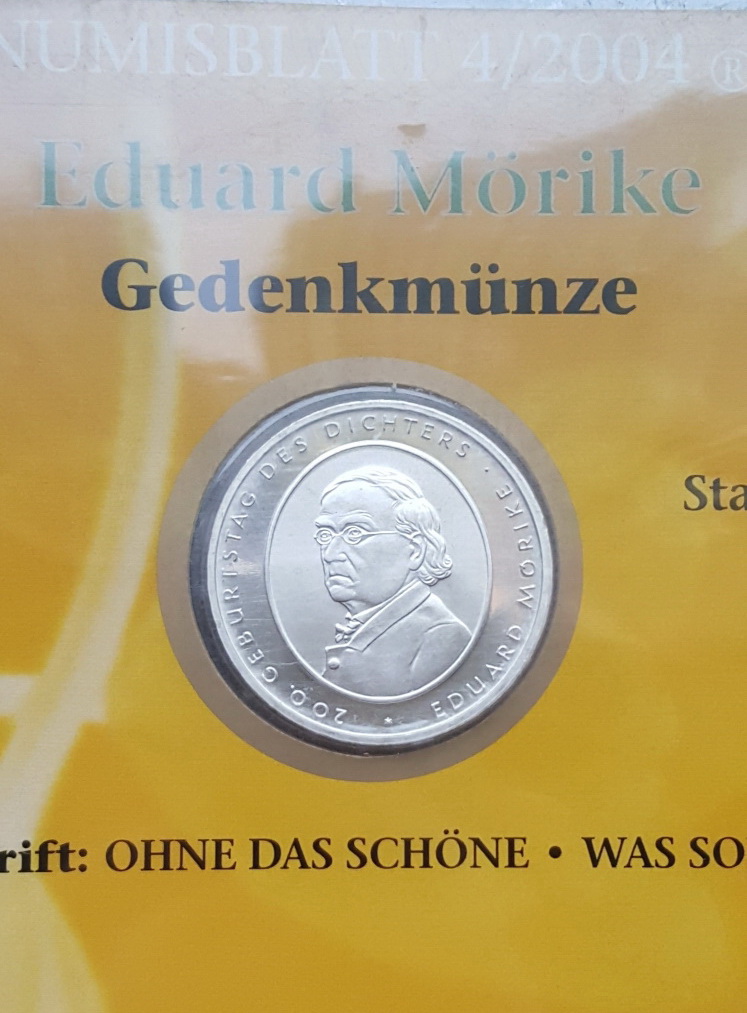 NUMISBLATT 4/2004 ®
Eduard Mörike
Gedenkmünze
200. GEBURTSTAG DES DICHTERS · EDUARD MÖRIKE *
Sta
rift: OHNE DAS SCHÖNE • WAS SO